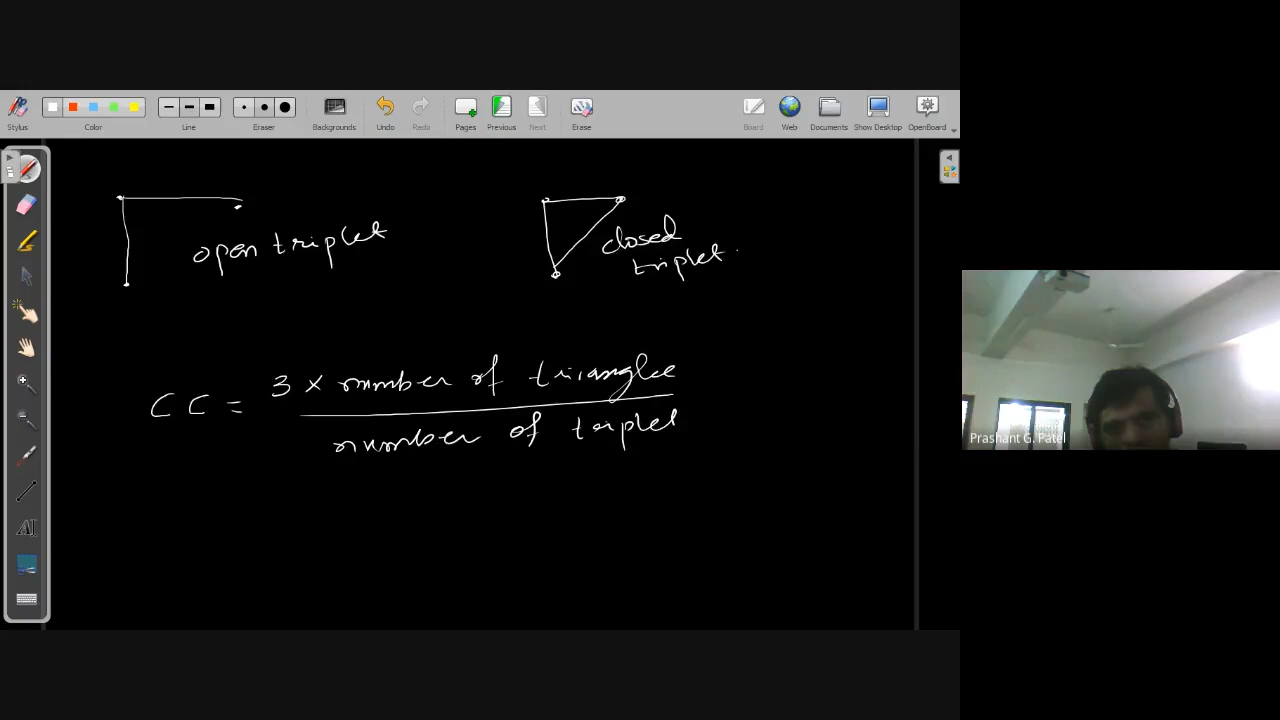 Stylus
Color
Line
Eraser
Backgrounds
Undo
Redo
Pages
Previous
Next
Erase
Board
Web
Documents
Show Desktop
OpenBoard
open triplet
closed
triplet.
CC = 3 × number of triangle
number of triplet
Prashant G. Patel